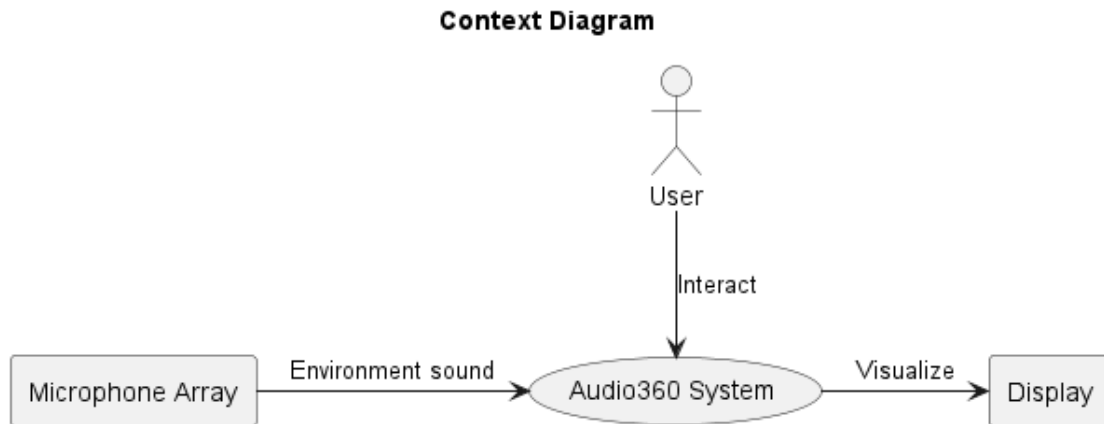 Context Diagram
User
Interact
Environment sound
Visualize
Microphone Array
Audio360 System
Display